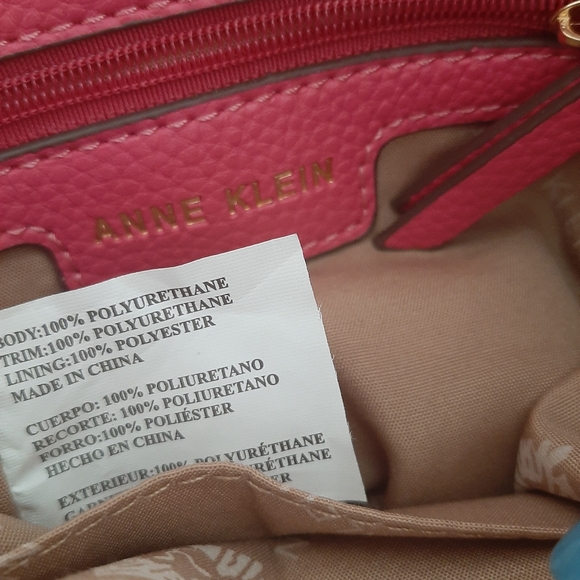 ANNE KLEIN
BODY:100% POLYURETHANE
TRIM:100% POLYURETHANE
LINING:100% POLYESTER
MADE IN CHINA
CUERPO: 100% POLIURETANO
RECORTE: 100% POLIURETANO
FORRO:100% POLIÉSTER
HECHO EN CHINA
EXTERIEUR:100% POLYURÉTHANE